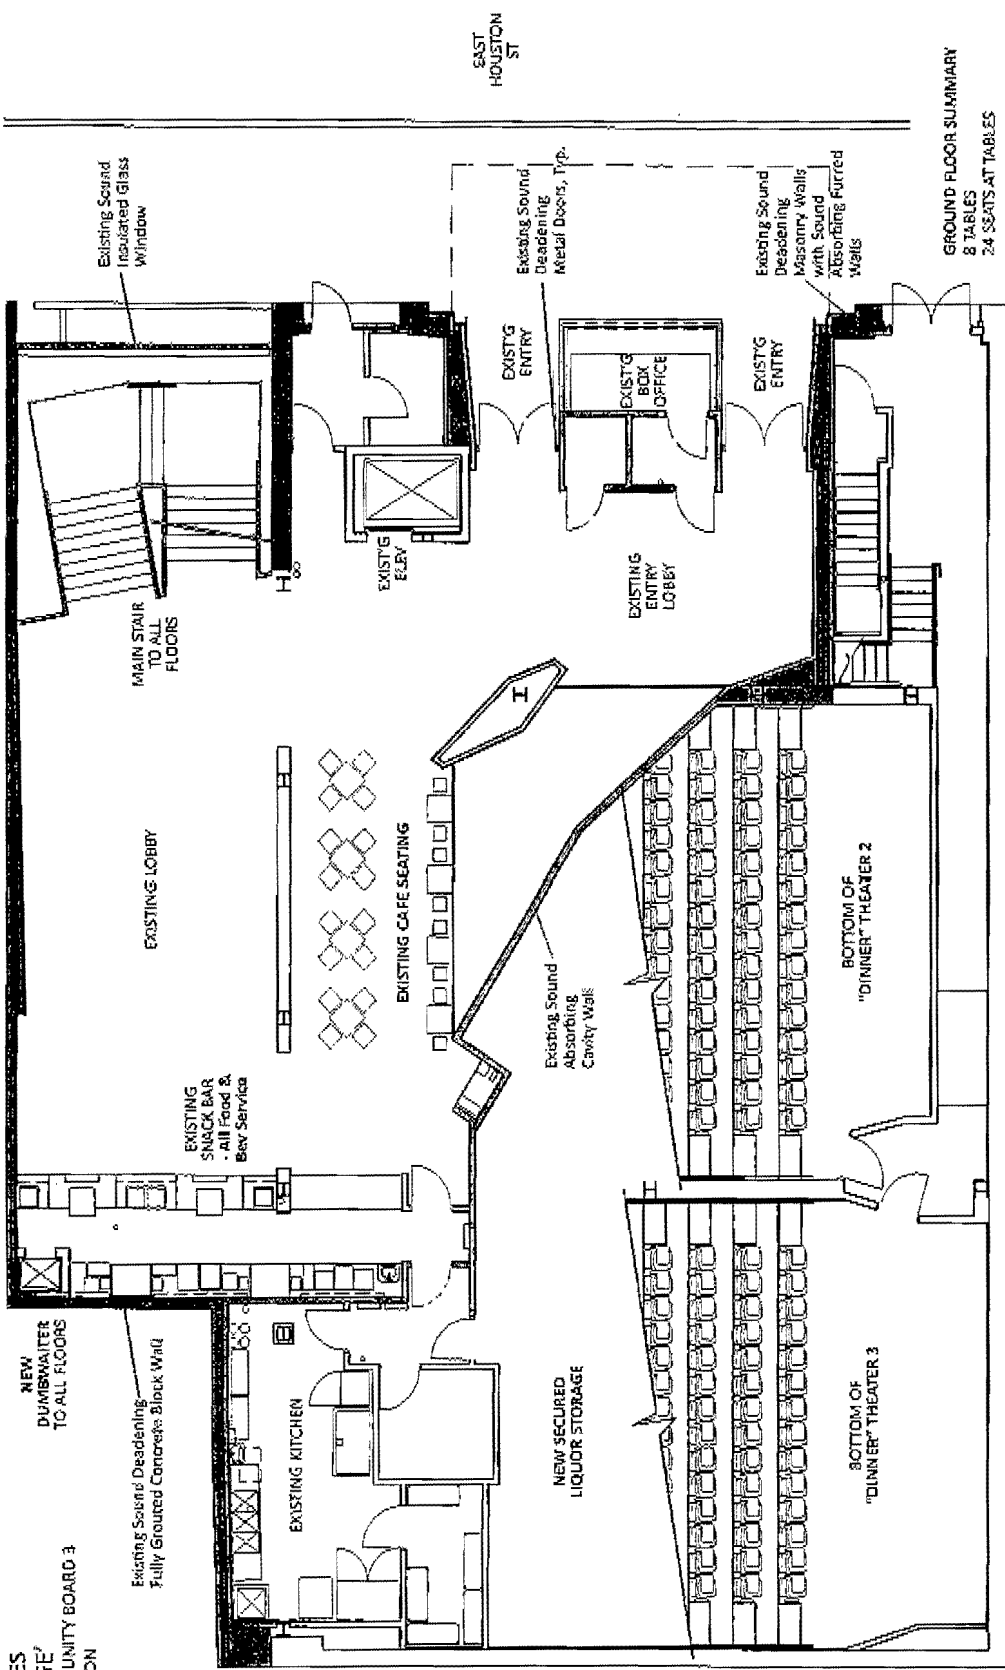 EAST
HOUSTON
ST
Existing Sound
Insulated Glass
Window
Existing Sound
Deadening
Metal Doors, Typ.
Existing Sound
Deadening
Masonry Walls
with Sound
Absorbing Furred
Walls
GROUND FLOOR SUMMARY
8 TABLES
24 SEATS AT TABLES
EXIST'G
ENTRY
EXIST'G
BOX
OFFICE
EXIST'G
ENTRY
MAIN STAIR
TO ALL
FLOORS
EXIST'G
ELEV
EXISTING
ENTRY
LOBBY
EXISTING LOBBY
EXISTING CAFE SEATING
Existing Sound
Absorbing
Cavity Wall
BOTTOM OF
"DINNER" THEATER 2
EXISTING
SNACK BAR
- All Food &
Bev Service
NEW
DUMBWAITER
TO ALL FLOORS
Existing Sound Deadening
Fully Grouted Concrete Block Wall
EXISTING KITCHEN
NEW SECURED
LIQUOR STORAGE
BOTTOM OF
"DINNER" THEATER 3
ES
GE'
UNITY BOARD 3
ON